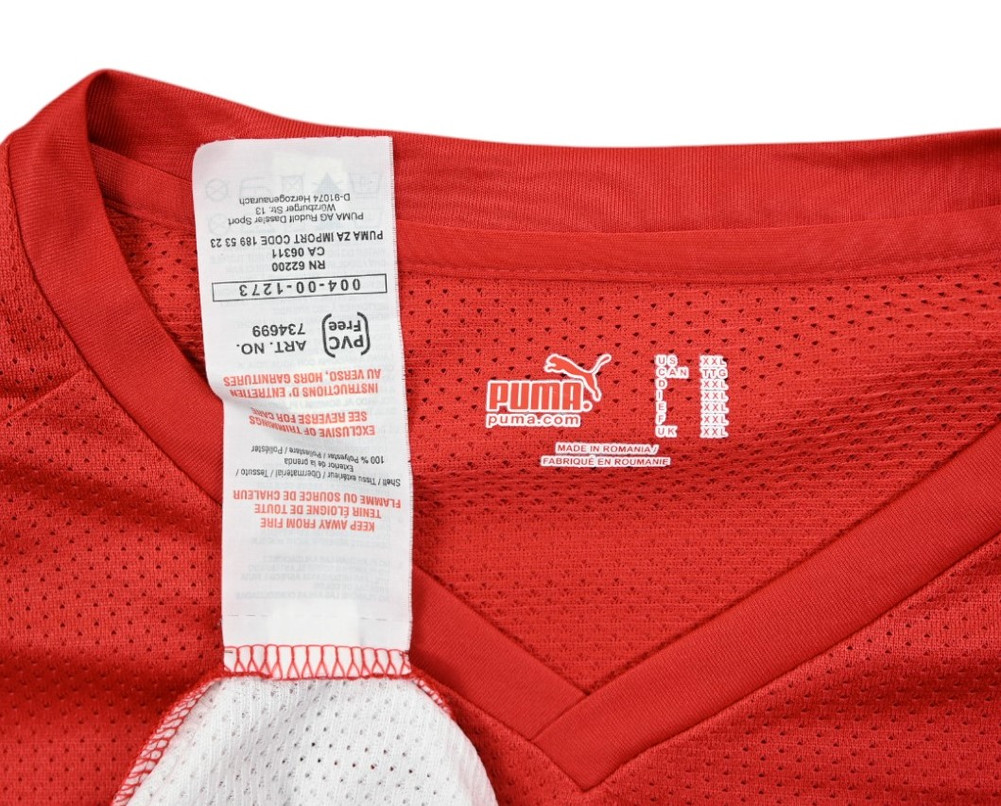 KEEP AWAY FROM FIRE
TENIR ÉLOIGNE DE TOUTE
FLAMME OU SOURCE DE CHALEUR
Shell / Tissu extérieur / Obermaterial / Tessuto /
Exterior de la prenda
100 % Polyester / Poliestere / Poliéster
EXCLUSIVE OF TRIMMINGS
SEE REVERSE FOR CARE
INSTRUCTIONS D' ENTRETIEN
AU VERSO, HORS GARNITURES
PVC
Free
ART. NO.
734699
004-00-1273
RN 62200
CA 06311
PUMA ZA IMPORT CODE 189 53 23
PUMA AG Rudolf Dassler Sport
Würzburger Str. 13
D-91074 Herzogenaurach
PUMA
puma.com
US XXL
CAN TTG
D XXL
I XXL
E XXL
F XXL
UK XXL
MADE IN ROMANIA/
FABRIQUÉ EN ROUMANIE